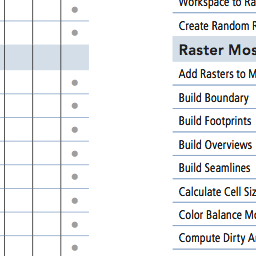 Workspace to Ra
Create Random R
Raster Mos
Add Rasters to M
Build Boundary
Build Footprints
Build Overviews
Build Seamlines
Calculate Cell Siz
Color Balance Mo
Compute Dirty Ar